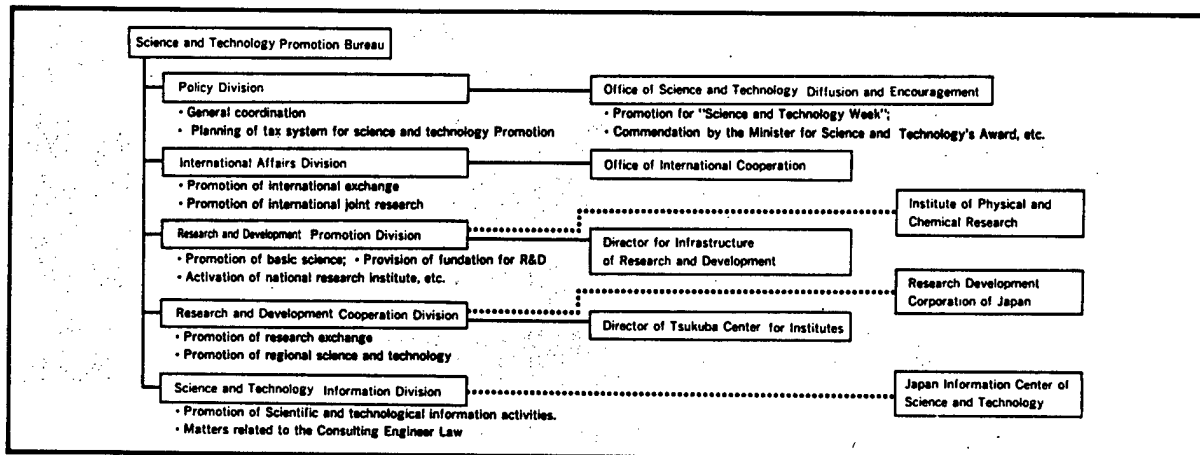 Science and Technology Promotion Bureau
Policy Division
• General coordination
• Planning of tax system for science and technology Promotion
Office of Science and Technology Diffusion and Encouragement
• Promotion for "Science and Technology Week";
• Commendation by the Minister for Science and Technology's Award, etc.
International Affairs Division
• Promotion of international exchange
• Promotion of international joint research
Office of International Cooperation
Research and Development Promotion Division
• Promotion of basic science; • Provision of fundation for R&D
• Activation of national research institute, etc.
Director for Infrastructure
of Research and Development
Institute of Physical and
Chemical Research
Research and Development Cooperation Division
• Promotion of research exchange
• Promotion of regional science and technology
Director of Tsukuba Center for Institutes
Research Development
Corporation of Japan
Science and Technology Information Division
• Promotion of Scientific and technological information activities.
• Matters related to the Consulting Engineer Law
Japan Information Center of
Science and Technology